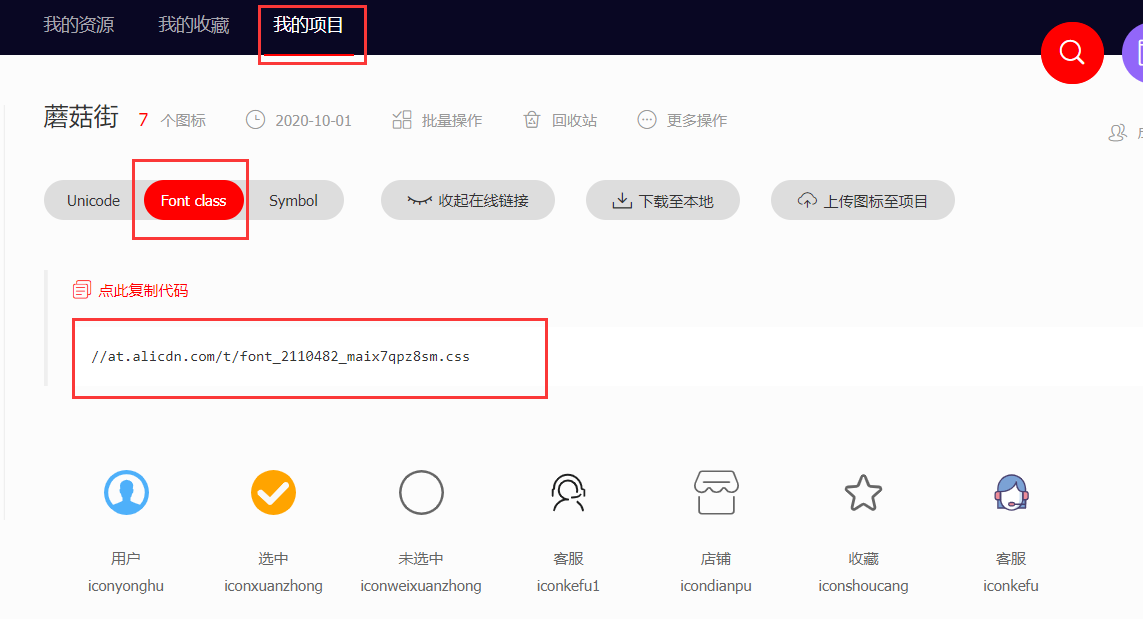 我的资源 我的收藏 我的项目
蘑菇街 7 个图标 2020-10-01 批量操作 回收站 更多操作
Unicode Font class Symbol 收起在线链接 下载至本地 上传图标至项目
点此复制代码
//at.alicdn.com/t/font_2110482_maix7qpz8sm.css
用户 选中 未选中 客服 店铺 收藏 客服
iconyonghu iconxuanzhong iconweixuanzhong iconkefu1 icondianpu iconshoucang iconkefu